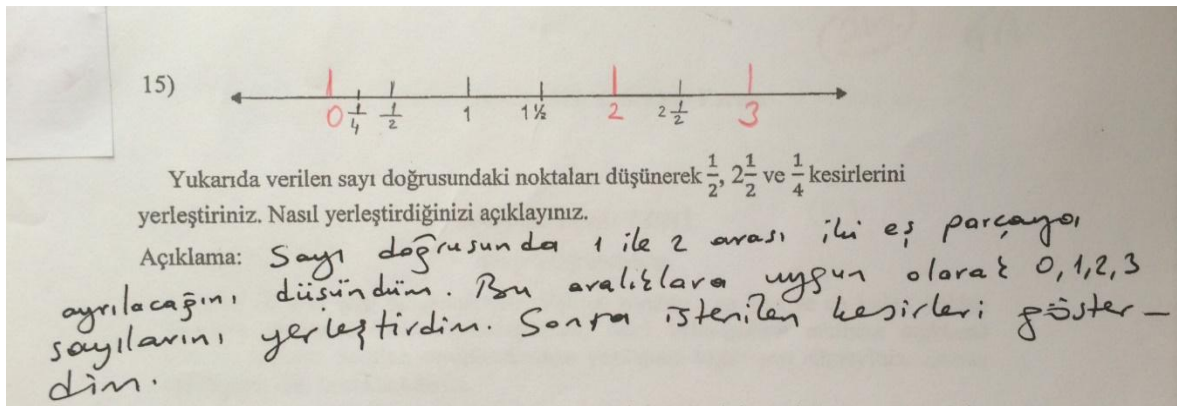 15)
0 1/4 1/2 1 1½ 2 2 1/2 3
Yukarıda verilen sayı doğrusundaki noktaları düşünerek 1/2, 2 1/2 ve 1/4 kesirlerini
yerleştiriniz. Nasıl yerleştirdiğinizi açıklayınız.
Açıklama: Sayı doğrusunda 1 ile 2 arası iki eş parçaya
ayrılacağını düşündüm. Bu aralıklara uygun olarak 0, 1, 2, 3
sayılarını yerleştirdim. Sonra istenilen kesirleri göster-
dim.